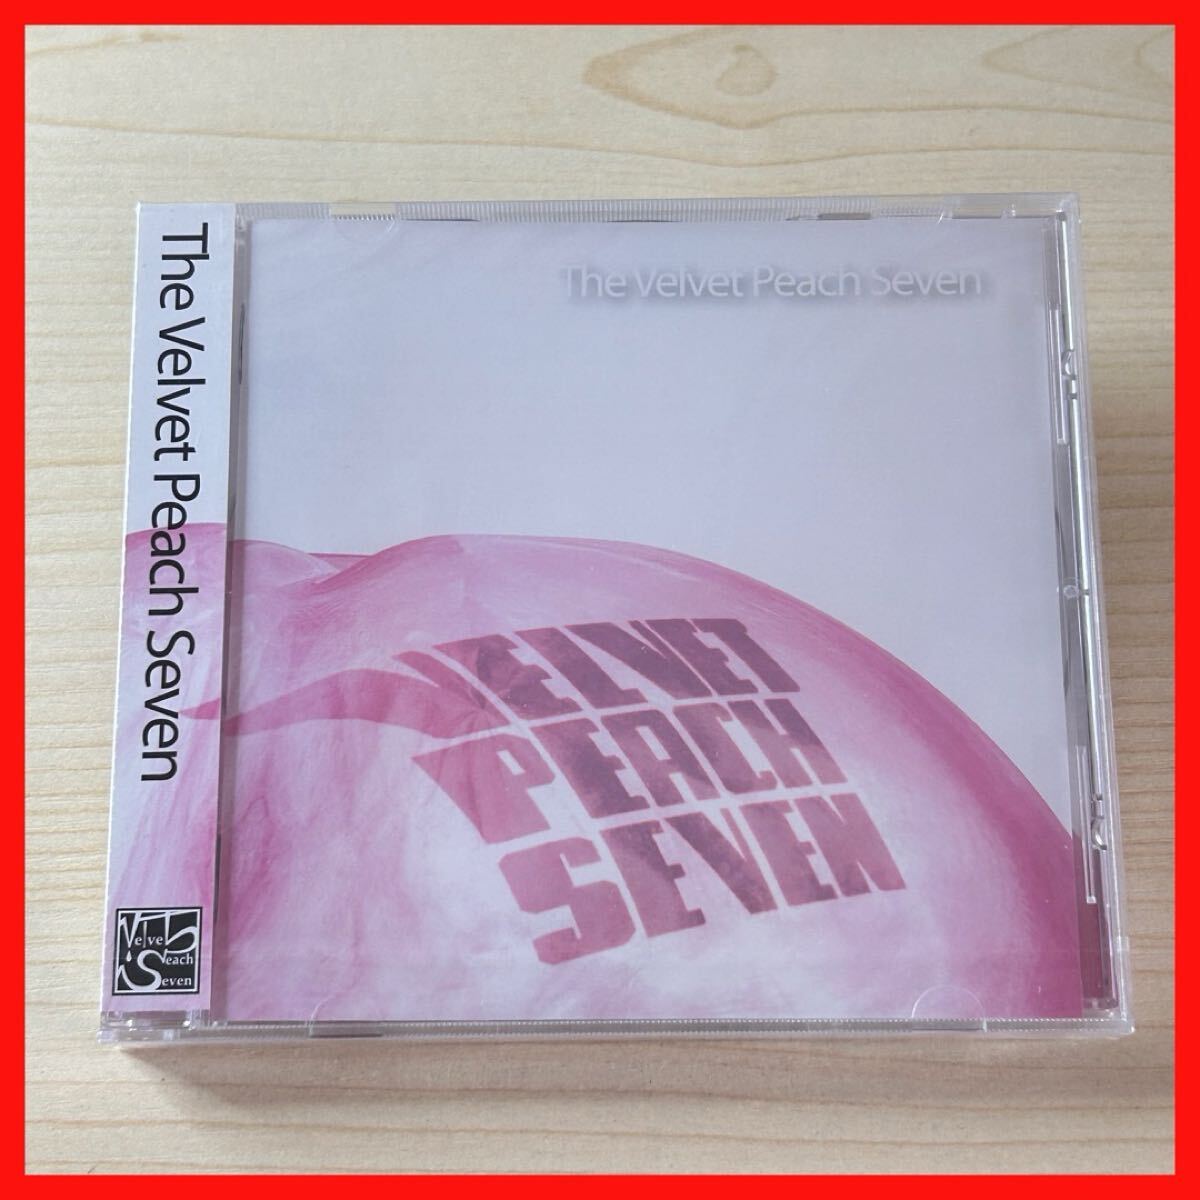 The Velvet Peach Seven
The Velvet Peach Seven
VELVET
PEACH
SEVEN
Velvet
Peach
Seven